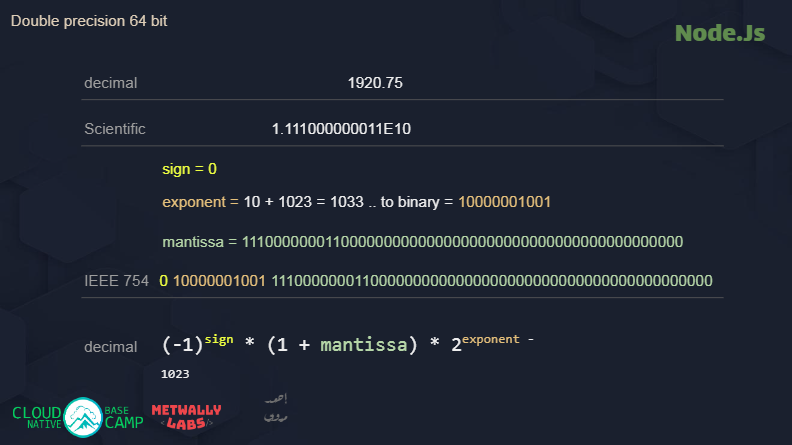 Double precision 64 bit
Node.Js
decimal 1920.75
Scientific 1.111000000011E10
sign = 0
exponent = 10 + 1023 = 1033 .. to binary = 10000001001
mantissa = 1110000000110000000000000000000000000000000000000000
IEEE 754 0 10000001001 1110000000110000000000000000000000000000000000000000
decimal (-1)^sign * (1 + mantissa) * 2^exponent -
1023
CLOUD NATIVE BASE CAMP
METWALLY
<LABS/>